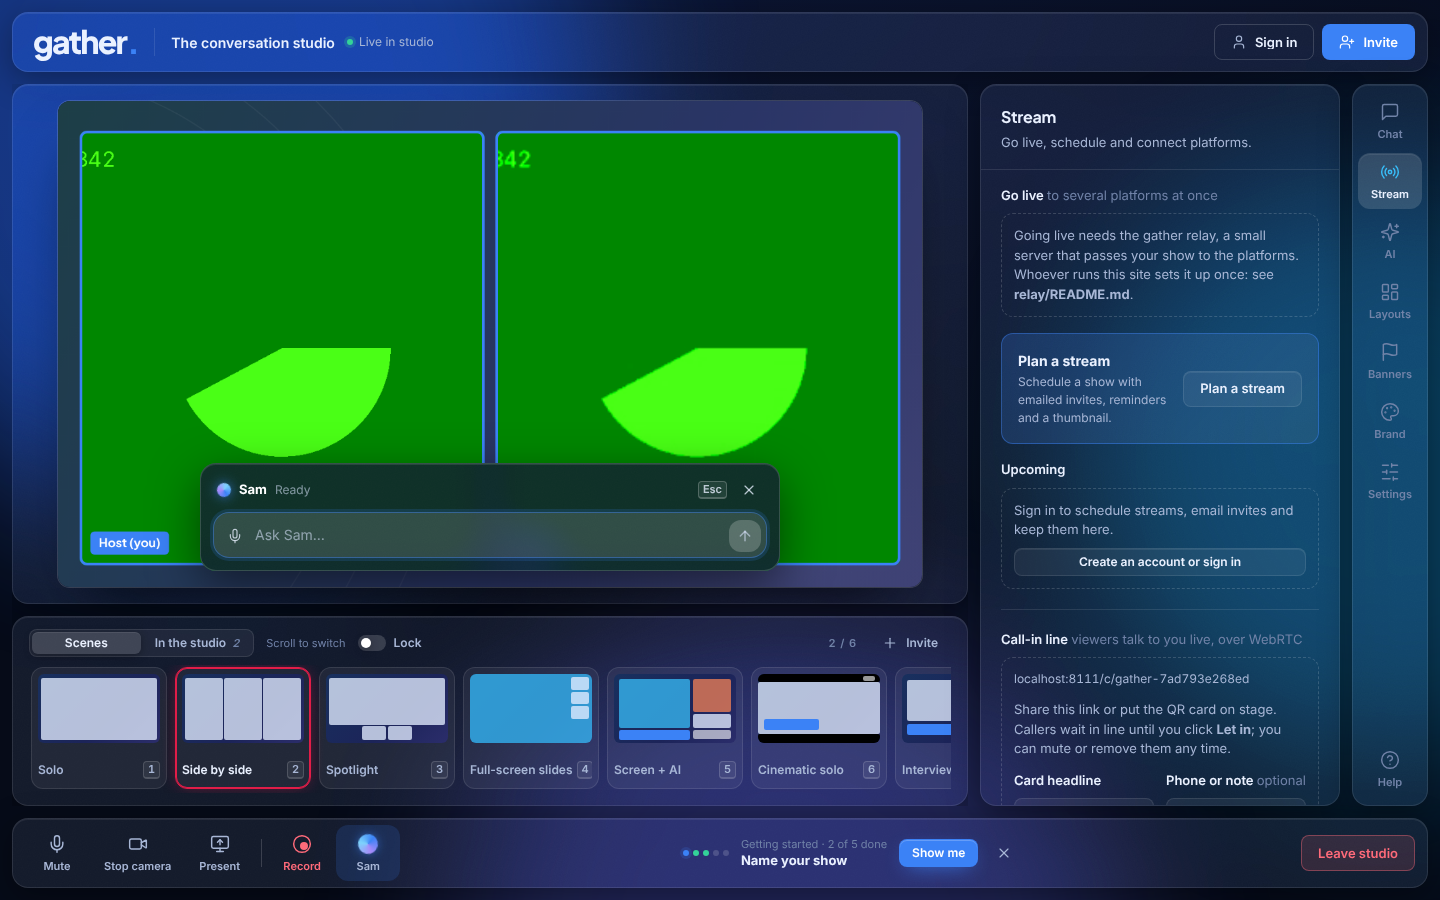 gather.
The conversation studio
Live in studio
Sign in
Invite
342
342
Sam Ready
Esc
Ask Sam...
Host (you)
Stream
Go live, schedule and connect platforms.
Go live to several platforms at once
Going live needs the gather relay, a small
server that passes your show to the platforms.
Whoever runs this site sets it up once: see
relay/README.md.
Plan a stream
Schedule a show with
emailed invites, reminders
and a thumbnail.
Plan a stream
Upcoming
Sign in to schedule streams, email invites and
keep them here.
Create an account or sign in
Call-in line viewers talk to you live, over WebRTC
localhost:8111/c/gather-7ad793e268ed
Share this link or put the QR card on stage.
Callers wait in line until you click Let in; you
can mute or remove them any time.
Card headline
Phone or note optional
Chat
Stream
AI
Layouts
Banners
Brand
Settings
Help
Scenes
In the studio 2
Scroll to switch
Lock
2 / 6
Invite
Solo 1
Side by side 2
Spotlight 3
Full-screen slides 4
Screen + AI 5
Cinematic solo 6
Interview
Mute
Stop camera
Present
Record
Sam
Getting started · 2 of 5 done
Name your show
Show me
Leave studio